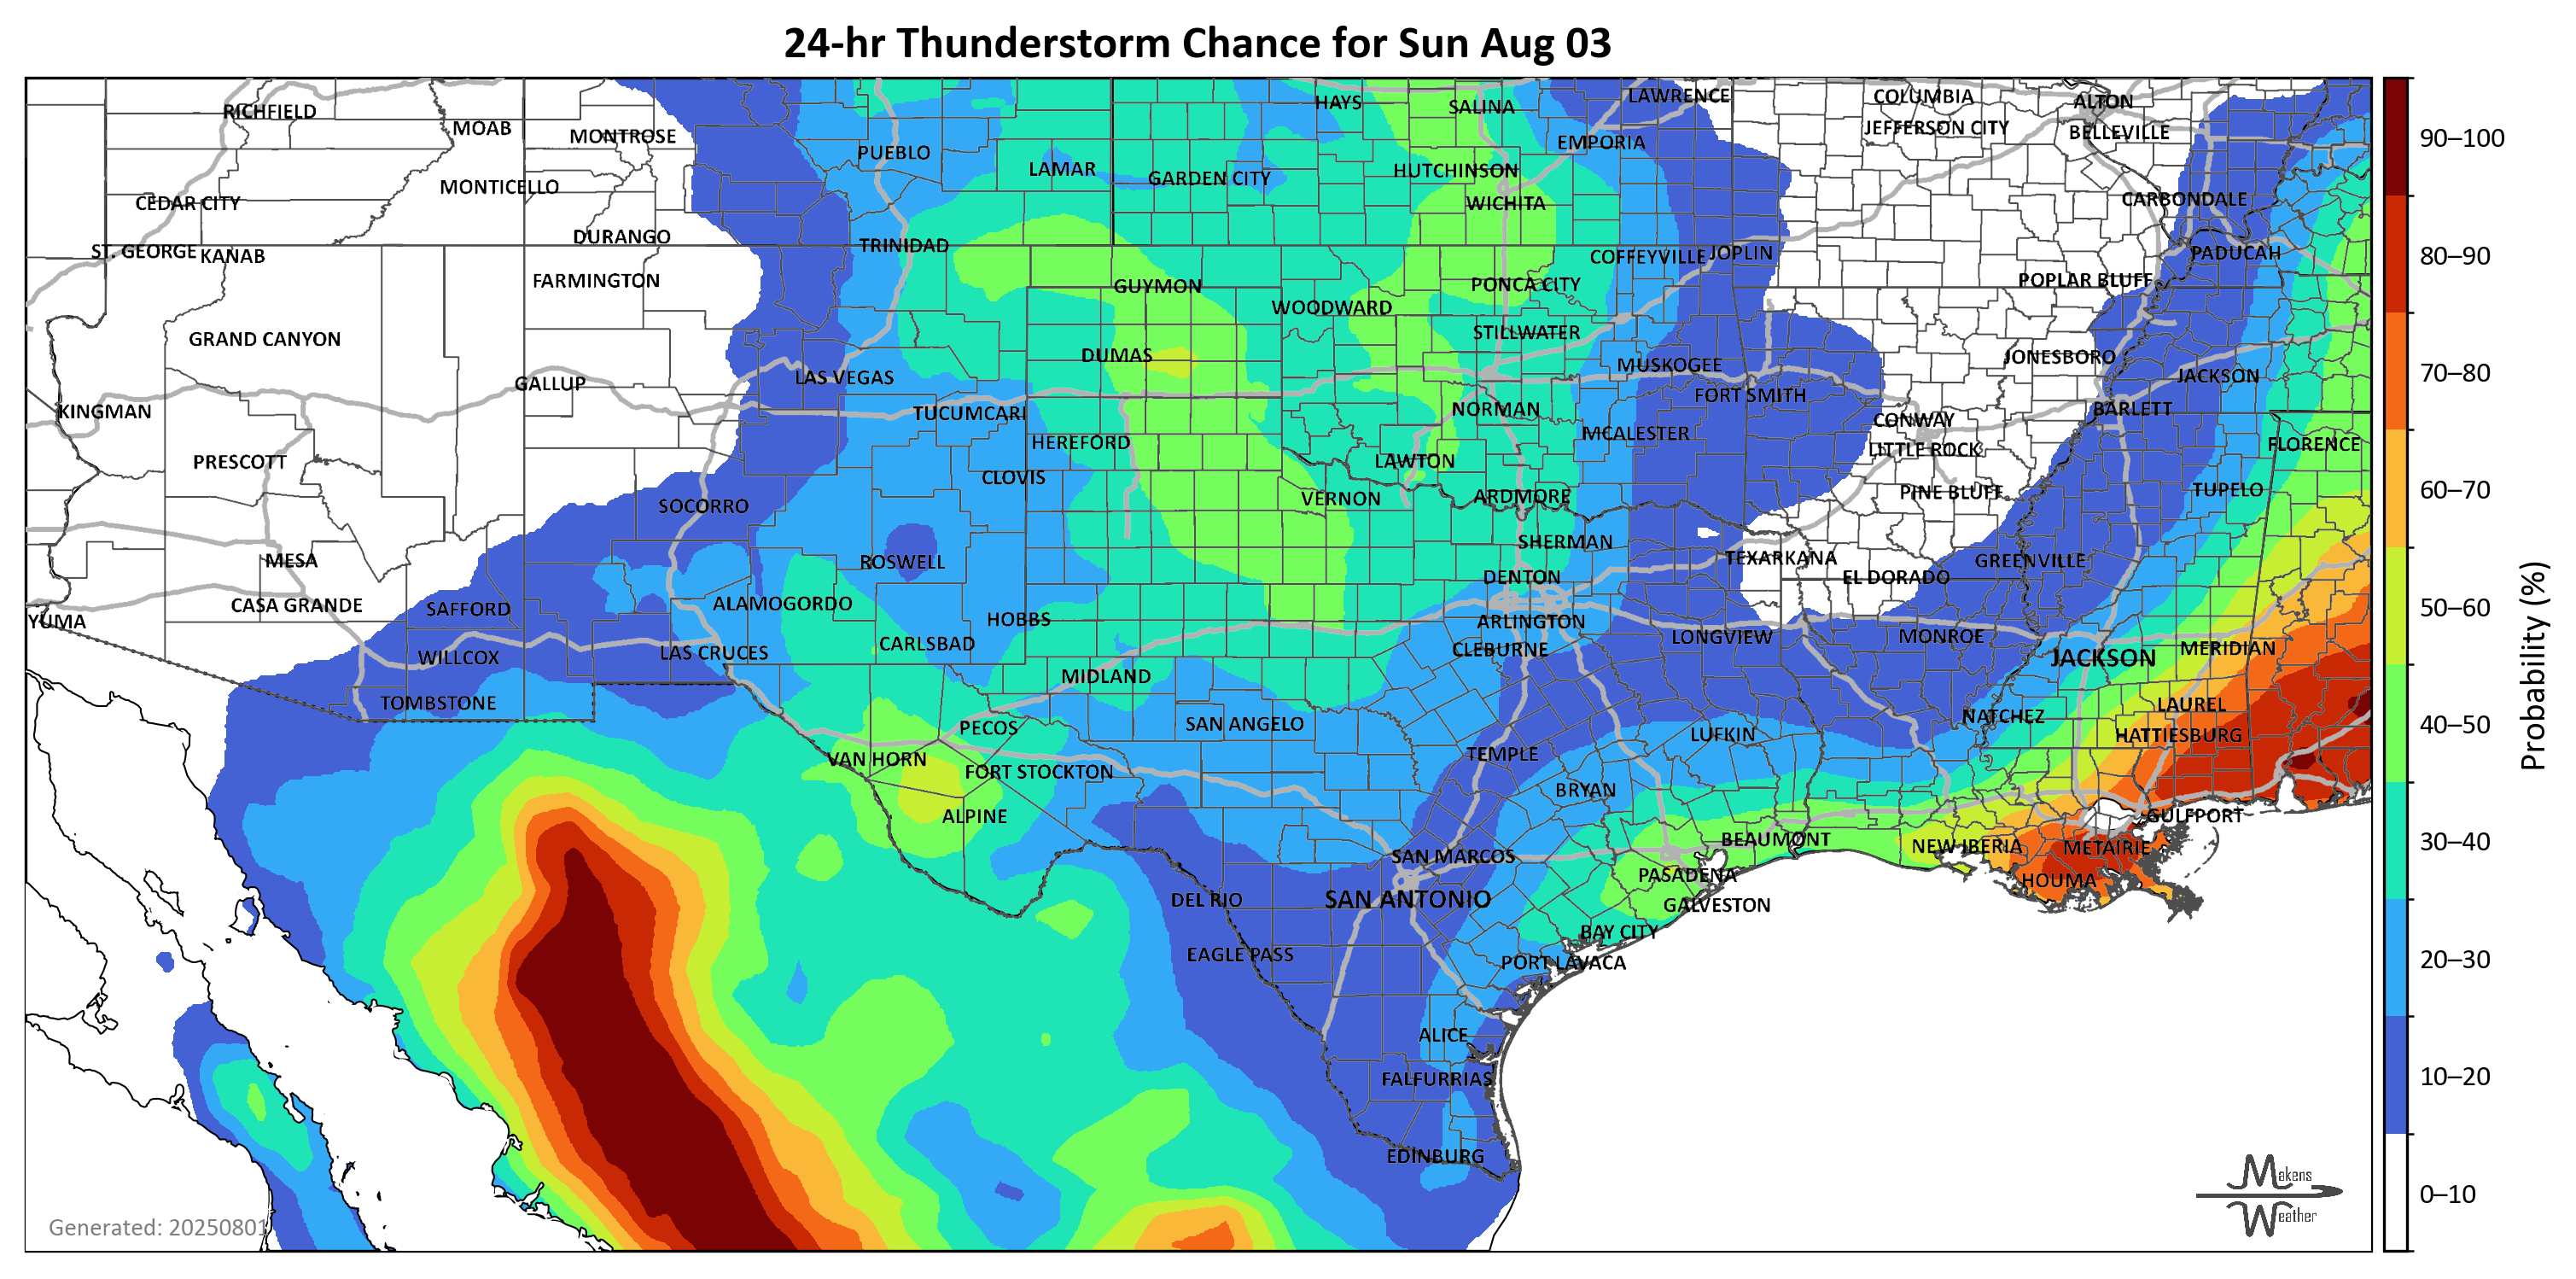 24-hr Thunderstorm Chance for Sun Aug 03
RICHFIELD
MOAB
MONTROSE
PUEBLO
LAMAR
HAYS
SALINA
LAWRENCE
COLUMBIA
ALTON
JEFFERSON CITY
BELLEVILLE
EMPORIA
90–100
MONTICELLO
GARDEN CITY
HUTCHINSON
CEDAR CITY
WICHITA
CARBONDALE
DURANGO
TRINIDAD
ST. GEORGE
KANAB
COFFEYVILLE
JOPLIN
PADUCAH
80–90
FARMINGTON
GUYMON
PONCA CITY
POPLAR BLUFF
WOODWARD
GRAND CANYON
STILLWATER
DUMAS
JONESBORO
MUSKOGEE
70–80
GALLUP
LAS VEGAS
JACKSON
FORT SMITH
KINGMAN
TUCUMCARI
NORMAN
BARLETT
CONWAY
HEREFORD
MCALESTER
LITTLE ROCK
FLORENCE
PRESCOTT
CLOVIS
LAWTON
60–70
SOCORRO
VERNON
ARDMORE
PINE BLUFF
TUPELO
MESA
ROSWELL
SHERMAN
TEXARKANA
GREENVILLE
DENTON
EL DORADO
CASA GRANDE
SAFFORD
ALAMOGORDO
HOBBS
50–60
YUMA
ARLINGTON
WILLCOX
LAS CRUCES
CARLSBAD
CLEBURNE
LONGVIEW
MONROE
JACKSON
MERIDIAN
TOMBSTONE
MIDLAND
LAUREL
PECOS
SAN ANGELO
NATCHEZ
40–50
VAN HORN
FORT STOCKTON
TEMPLE
LUFKIN
HATTIESBURG
ALPINE
BRYAN
GULFPORT
SAN MARCOS
BEAUMONT
NEW IBERIA
METAIRIE
30–40
DEL RIO
SAN ANTONIO
PASADENA
HOUMA
GALVESTON
EAGLE PASS
BAY CITY
PORT LAVACA
20–30
ALICE
FALFURRIAS
10–20
EDINBURG
Makens
Weather
0–10
Generated: 20250801
Probability (%)